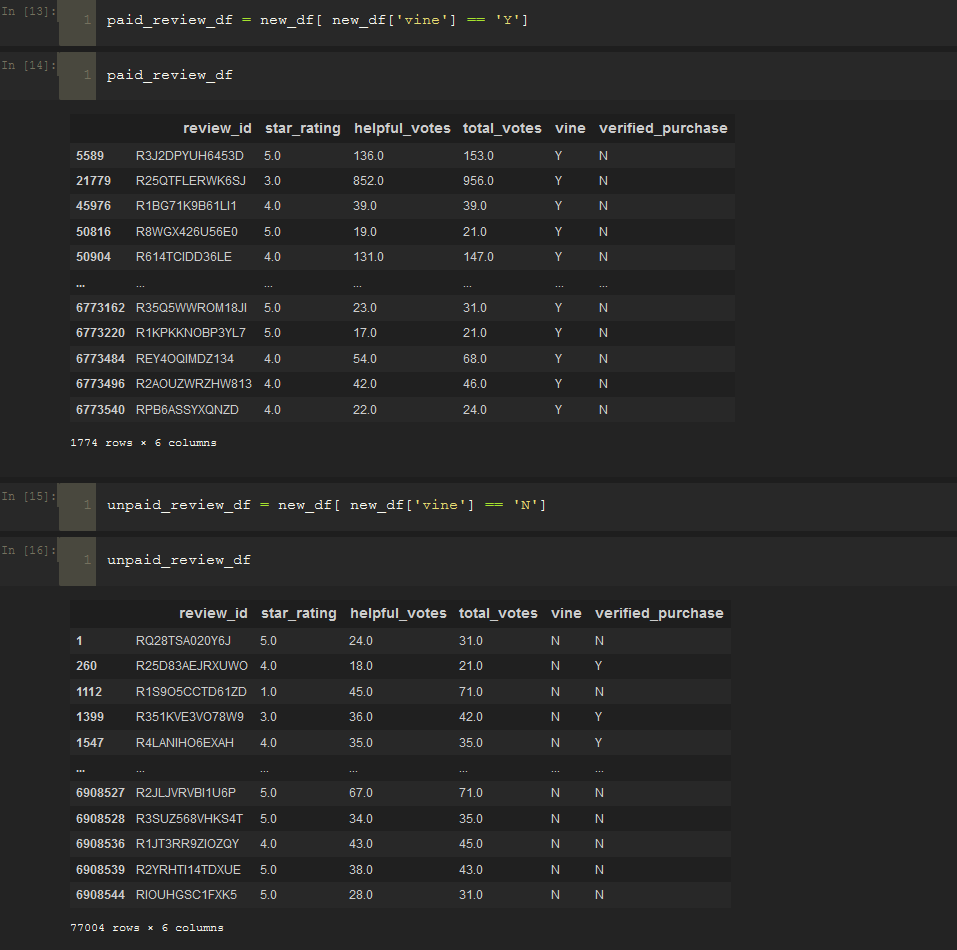 In [13]: 1 paid_review_df = new_df[ new_df['vine'] == 'Y']
In [14]: 1 paid_review_df
review_id star_rating helpful_votes total_votes vine verified_purchase
5589 R3J2DPYUH6453D 5.0 136.0 153.0 Y N
21779 R25QTFLERWK6SJ 3.0 852.0 956.0 Y N
45976 R1BG71K9B61LI1 4.0 39.0 39.0 Y N
50816 R8WGX426U56E0 5.0 19.0 21.0 Y N
50904 R614TCIDD36LE 4.0 131.0 147.0 Y N
... ... ... ... ... ... ...
6773162 R35Q5WWROM18JI 5.0 23.0 31.0 Y N
6773220 R1KPKKNOBP3YL7 5.0 17.0 21.0 Y N
6773484 REY4OQIMDZ134 4.0 54.0 68.0 Y N
6773496 R2AOUZWRZHW813 4.0 42.0 46.0 Y N
6773540 RPB6ASSYXQNZD 4.0 22.0 24.0 Y N
1774 rows × 6 columns
In [15]: 1 unpaid_review_df = new_df[ new_df['vine'] == 'N']
In [16]: 1 unpaid_review_df
review_id star_rating helpful_votes total_votes vine verified_purchase
1 RQ28TSA020Y6J 5.0 24.0 31.0 N N
260 R25D83AEJRXUWO 4.0 18.0 21.0 N Y
1112 R1S9O5CCTD61ZD 1.0 45.0 71.0 N N
1399 R351KVE3VO78W9 3.0 36.0 42.0 N Y
1547 R4LANIHO6EXAH 4.0 35.0 35.0 N Y
... ... ... ... ... ... ...
6908527 R2JLJVRVBI1U6P 5.0 67.0 71.0 N N
6908528 R3SUZ568VHKS4T 5.0 34.0 35.0 N N
6908536 R1JT3RR9ZIOZQY 4.0 43.0 45.0 N N
6908539 R2YRHTI14TDXUE 5.0 38.0 43.0 N N
6908544 RIOUHGSC1FXK5 5.0 28.0 31.0 N N
77004 rows × 6 columns